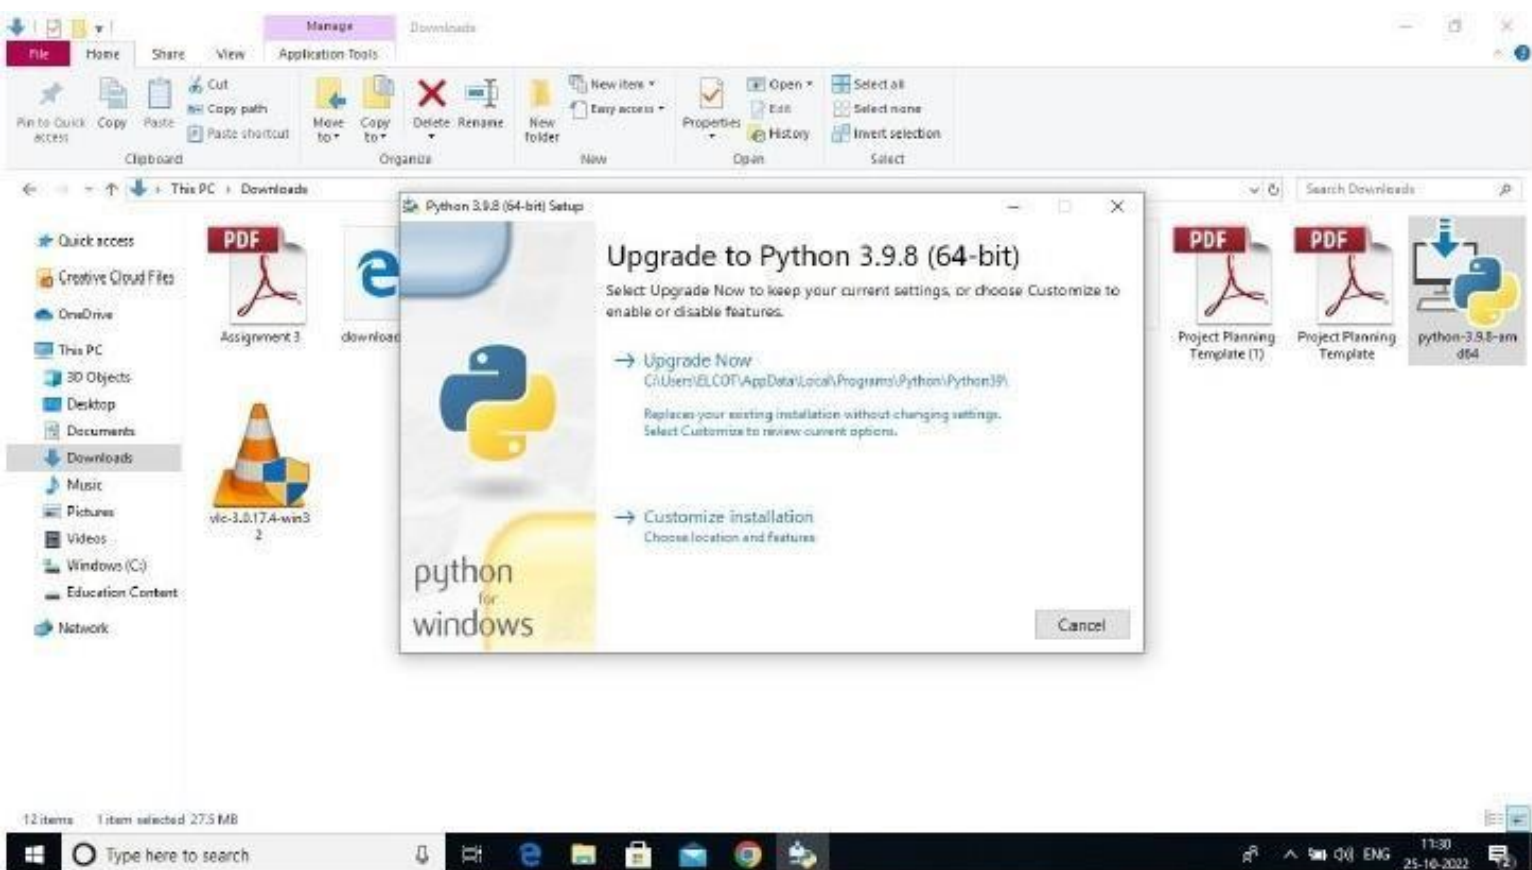 Manage
Downloads
File
Home
Share
View
Application Tools
Pin to Quick
access
Copy
Paste
Cut
Copy path
Paste shortcut
Clipboard
Move
to
Copy
to
Delete
Rename
Organize
New
folder
New item
Easy access
New
Properties
Open
Edit
History
Open
Select all
Select none
Invert selection
Select
This PC
Downloads
Search Downloads
Quick access
Creative Cloud Files
OneDrive
This PC
3D Objects
Desktop
Documents
Downloads
Music
Pictures
Videos
Windows (C:)
Education Content
Network
PDF
Assignment 3
download
vlc-3.0.17.4-win3
2
Python 3.9.8 (64-bit) Setup
Upgrade to Python 3.9.8 (64-bit)
Select Upgrade Now to keep your current settings, or choose Customize to
enable or disable features.
Upgrade Now
C:\Users\ELCOT\AppData\Local\Programs\Python\Python39\
Replaces your existing installation without changing settings.
Select Customize to review current options.
Customize installation
Choose location and features
python
for
windows
Cancel
PDF
Project Planning
Template (1)
PDF
Project Planning
Template
python-3.9.8-am
d64
12 items
1 item selected 27.5 MB
Type here to search
ENG
11:30
25-10-2022
2